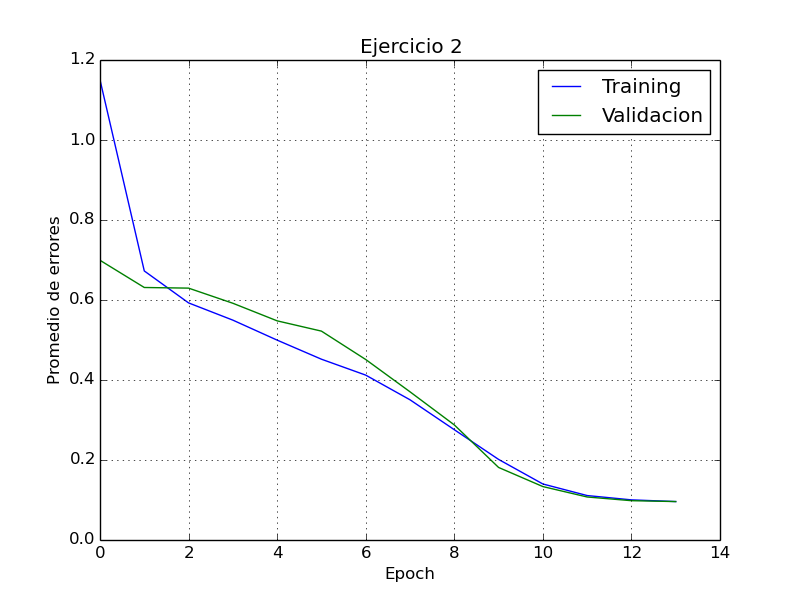 Ejercicio 2
Training
Validacion
Promedio de errores
1.2
1.0
0.8
0.6
0.4
0.2
0.0
0 2 4 6 8 10 12 14
Epoch